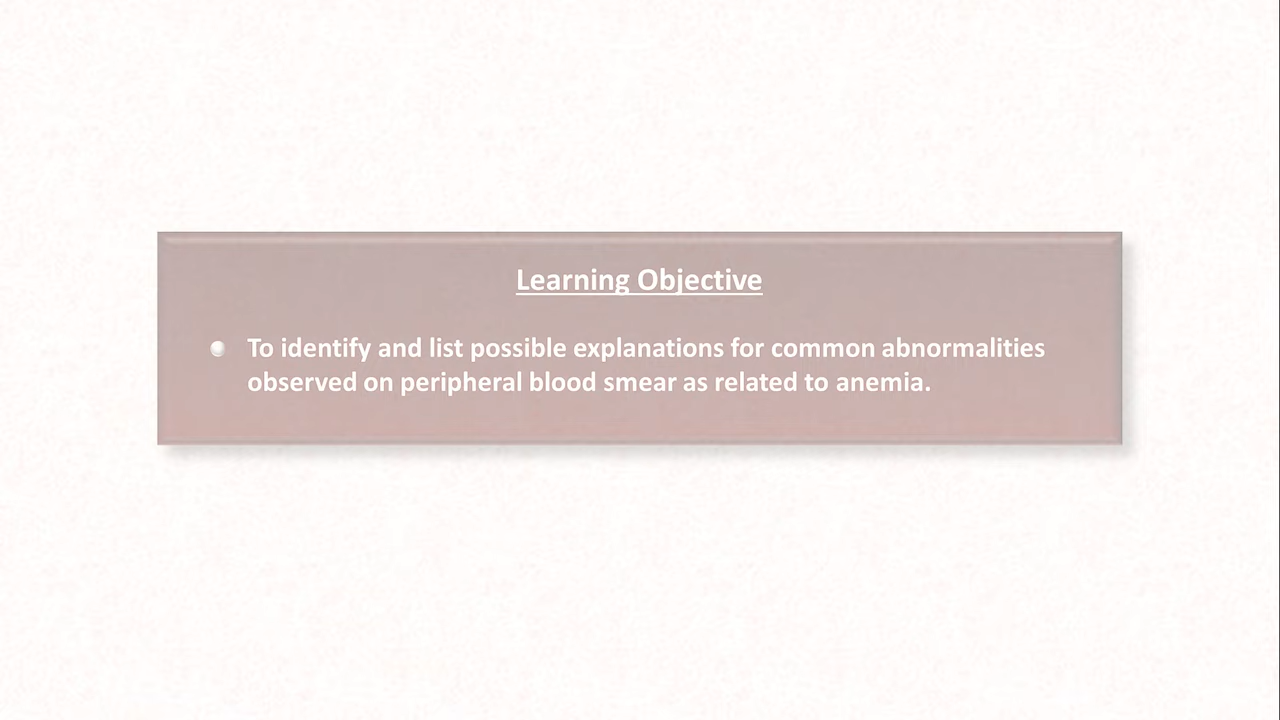 Learning Objective
To identify and list possible explanations for common abnormalities
observed on peripheral blood smear as related to anemia.